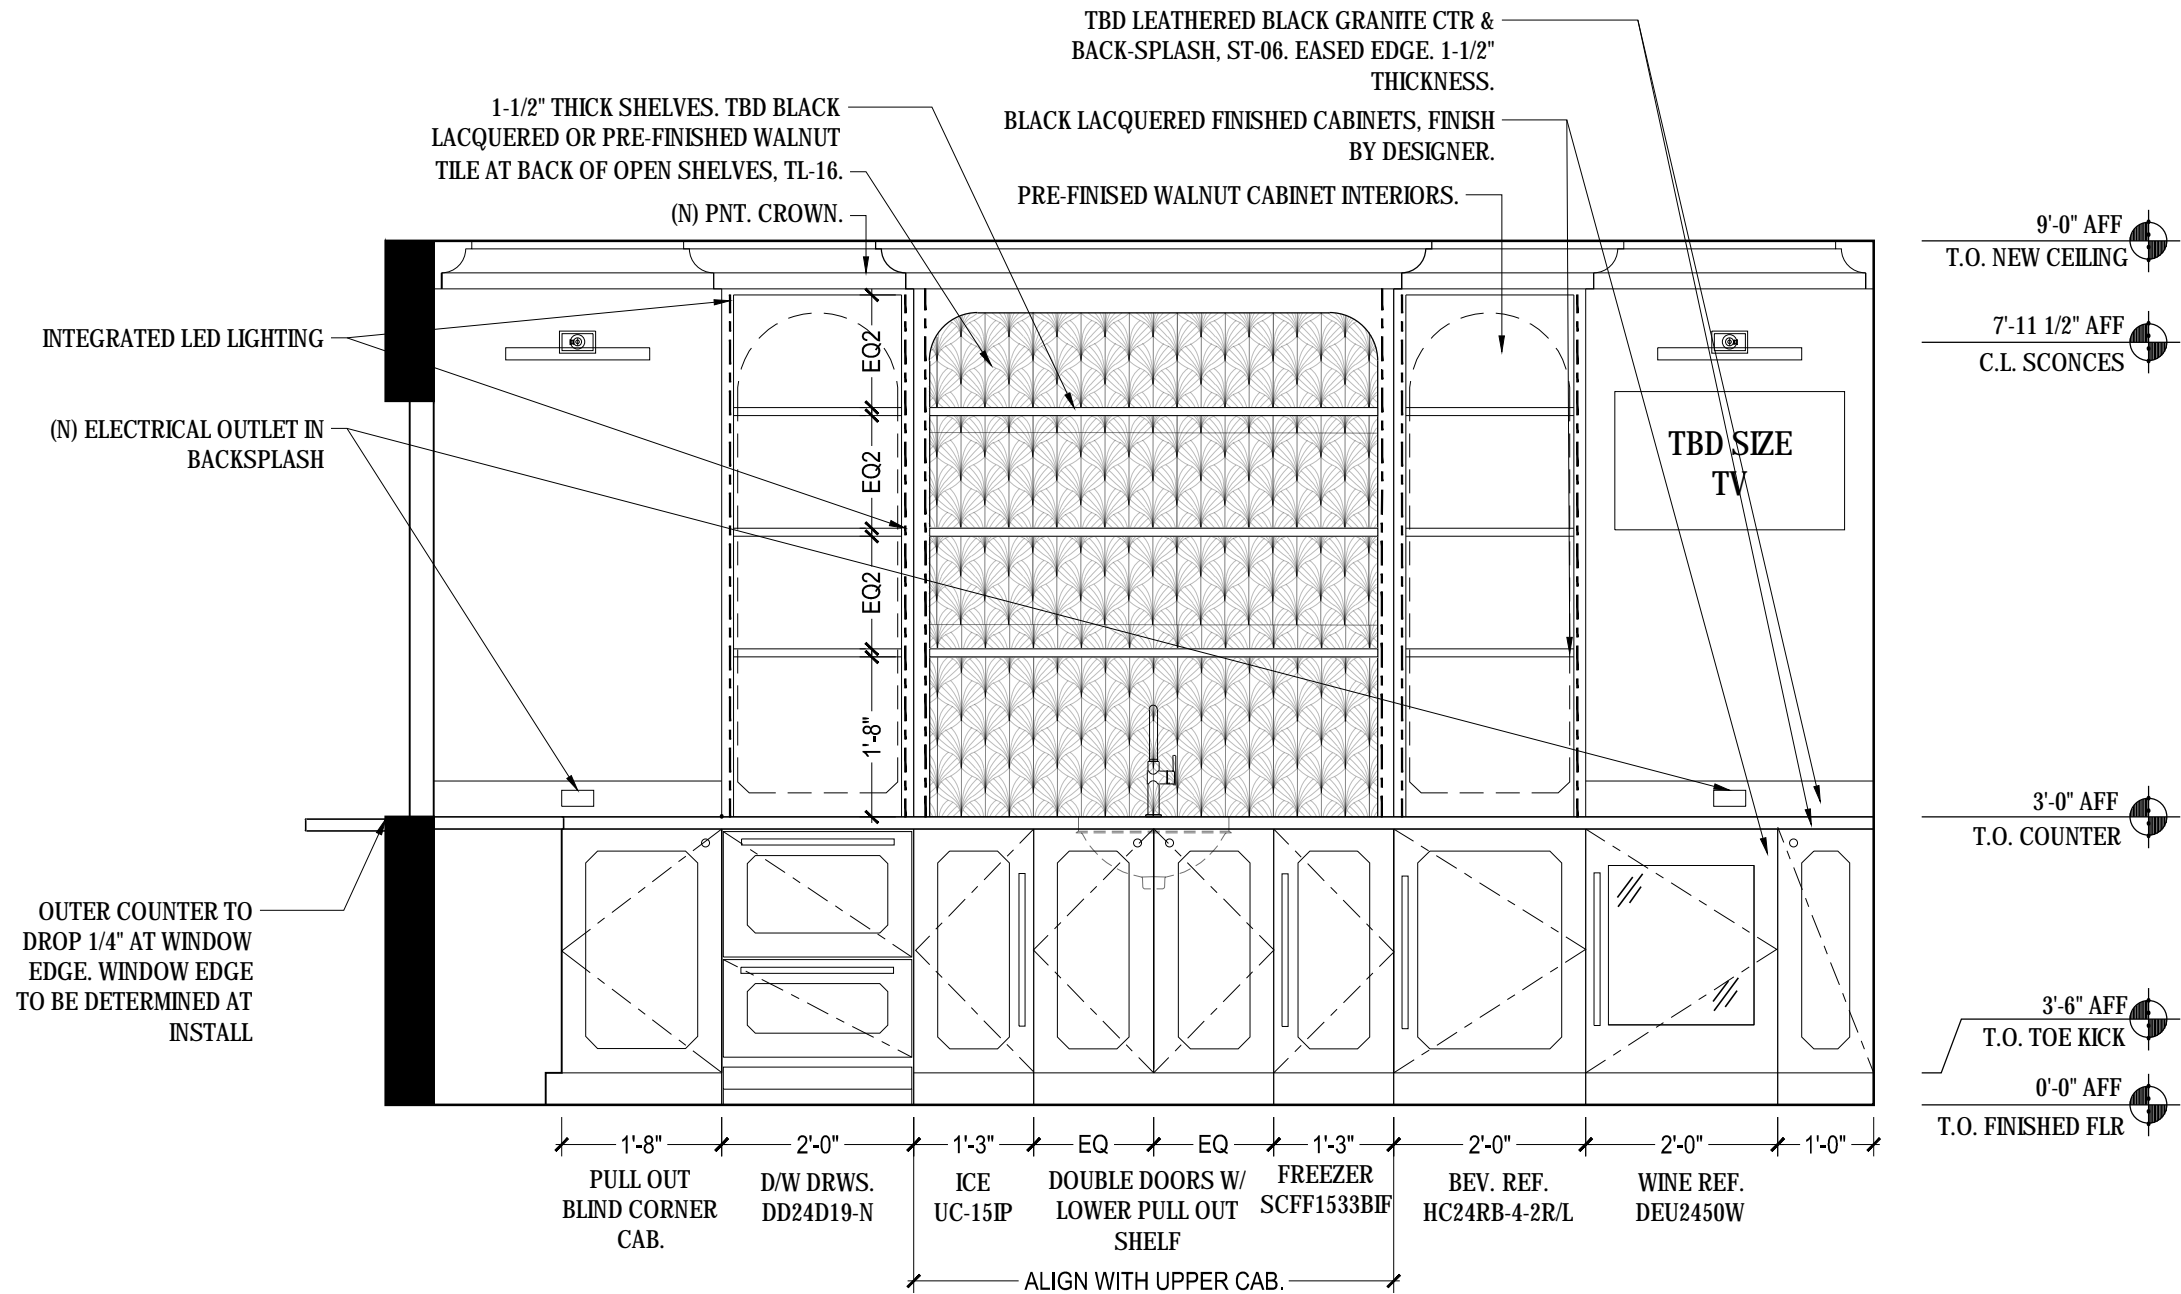 TBD LEATHERED BLACK GRANITE CTR &
BACK-SPLASH, ST-06. EASED EDGE. 1-1/2"
THICKNESS.
1-1/2" THICK SHELVES. TBD BLACK
LACQUERED OR PRE-FINISHED WALNUT
BLACK LACQUERED FINISHED CABINETS, FINISH
BY DESIGNER.
TILE AT BACK OF OPEN SHELVES, TL-16.
PRE-FINISED WALNUT CABINET INTERIORS.
(N) PNT. CROWN.
9'-0" AFF
T.O. NEW CEILING
INTEGRATED LED LIGHTING
7'-11 1/2" AFF
C.L. SCONCES
(N) ELECTRICAL OUTLET IN
BACKSPLASH
EQ2
EQ2
EQ2
1'-8"
TBD SIZE
TV
3'-0" AFF
T.O. COUNTER
OUTER COUNTER TO
DROP 1/4" AT WINDOW
EDGE. WINDOW EDGE
TO BE DETERMINED AT
INSTALL
3'-6" AFF
T.O. TOE KICK
0'-0" AFF
T.O. FINISHED FLR
1'-8"
2'-0"
1'-3"
EQ
EQ
1'-3"
2'-0"
2'-0"
1'-0"
PULL OUT
BLIND CORNER
CAB.
D/W DRWS.
DD24D19-N
ICE
UC-15IP
DOUBLE DOORS W/
LOWER PULL OUT
SHELF
FREEZER
SCFF1533BIF
BEV. REF.
HC24RB-4-2R/L
WINE REF.
DEU2450W
ALIGN WITH UPPER CAB.